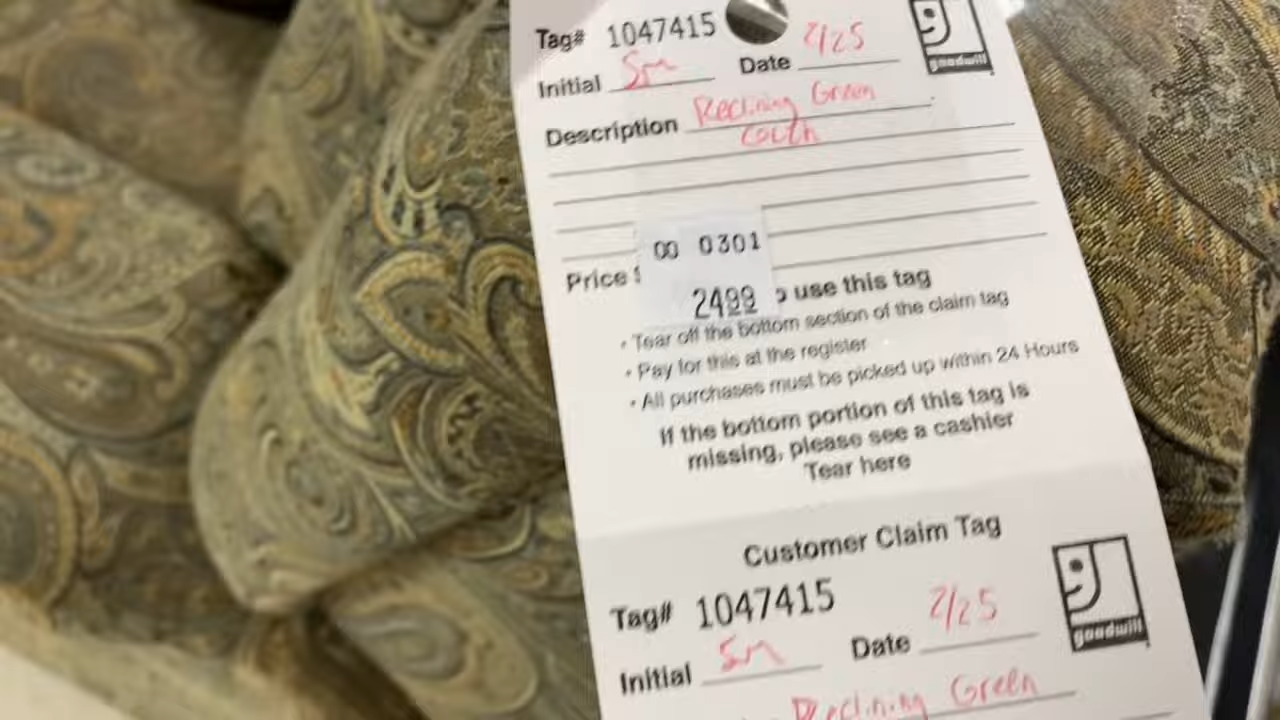 Tag# 1047415
Initial Sm Date 2/25
goodwill
Description Reclining Green
Couch
00 0301
Price $
2499 o use this tag
• Tear off the bottom section of the claim tag
• Pay for this at the register
• All purchases must be picked up within 24 Hours
If the bottom portion of this tag is
missing, please see a cashier
Tear here
Customer Claim Tag
Tag# 1047415
Initial Sm Date 2/25
goodwill
Reclining Green